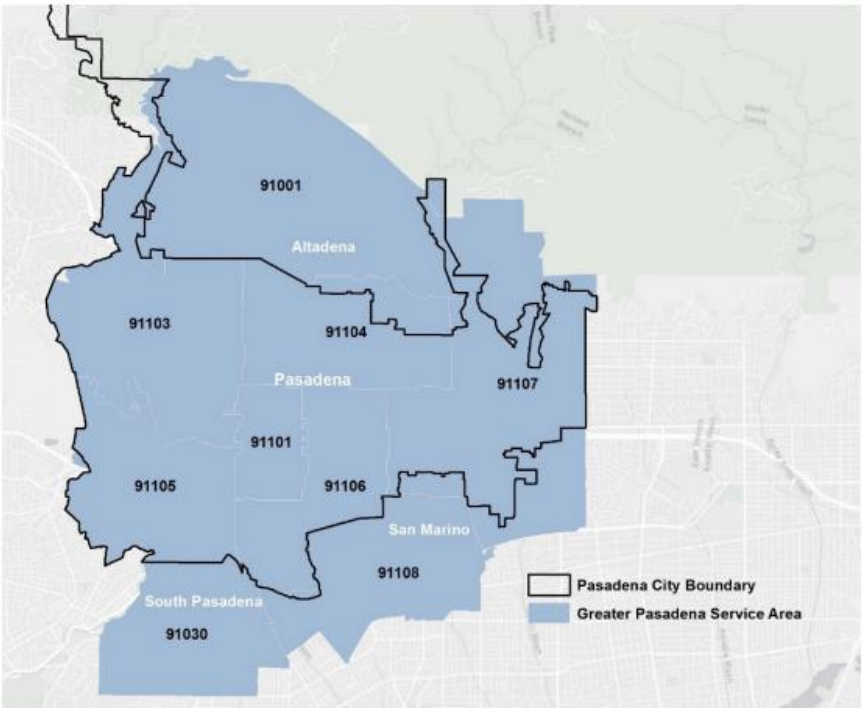 91001
Altadena
91103
91104
Pasadena
91107
91101
91105
91106
San Marino
91108
Pasadena City Boundary
South Pasadena
Greater Pasadena Service Area
91030